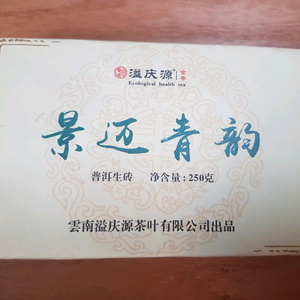 溢庆源
Ecological health tea
景迈青韵
普洱生砖 净含量:250克
雲南溢庆源茶叶有限公司出品